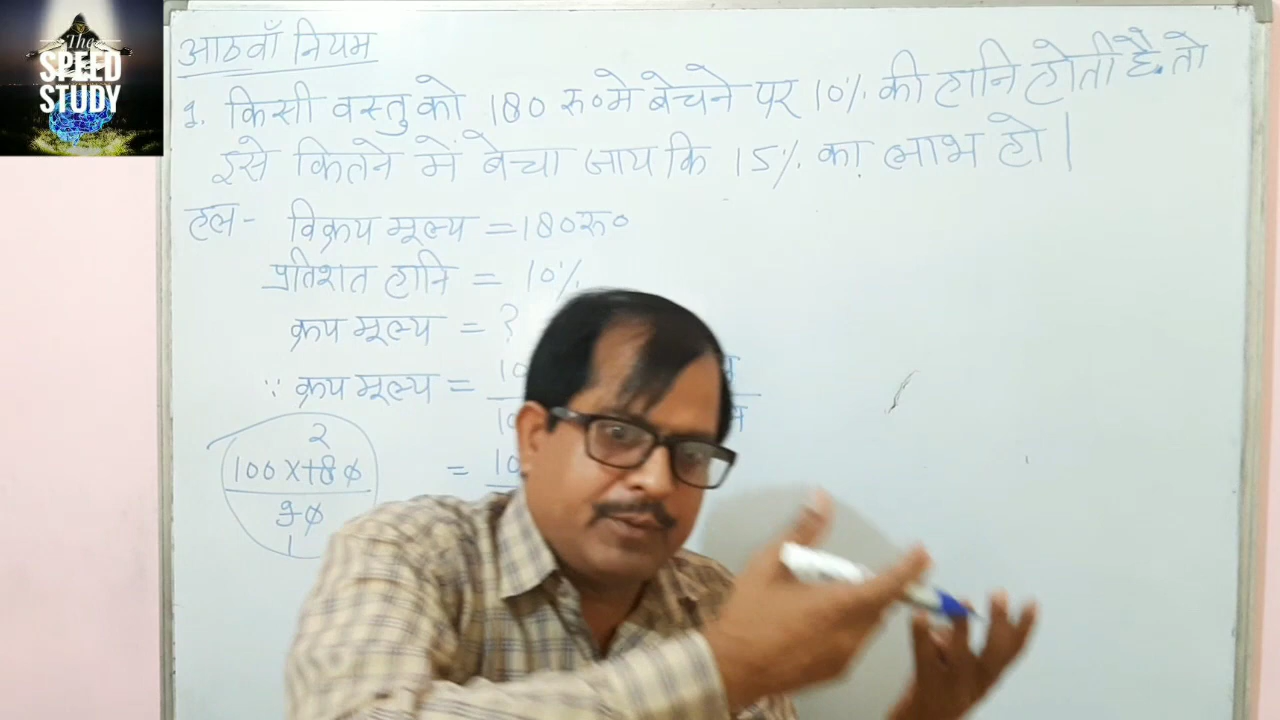 The
SPEED
STUDY
आठवाँ नियम
1. किसी वस्तु को 180 रु० मे बेचने पर 10% की हानि होती है. तो
इसे कितने में बेचा जाय कि 15% का लाभ हो |
हल- विक्रय मूल्य = 180 रु०
प्रतिशत हानि = 10%
क्रय मूल्य = ?
∵ क्रय मूल्य =
2
100 X 180
90
1
=